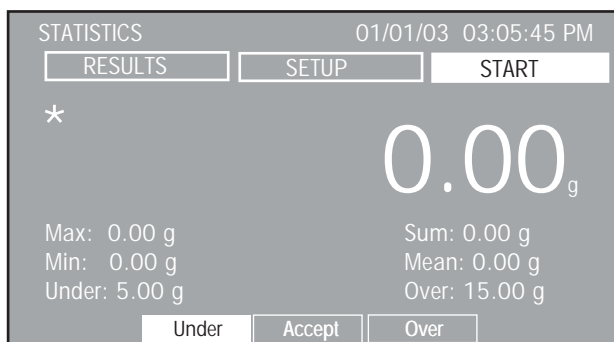 STATISTICS 01/01/03 03:05:45 PM
RESULTS SETUP START
*
0.00 g
Max: 0.00 g Sum: 0.00 g
Min: 0.00 g Mean: 0.00 g
Under: 5.00 g Over: 15.00 g
Under Accept Over